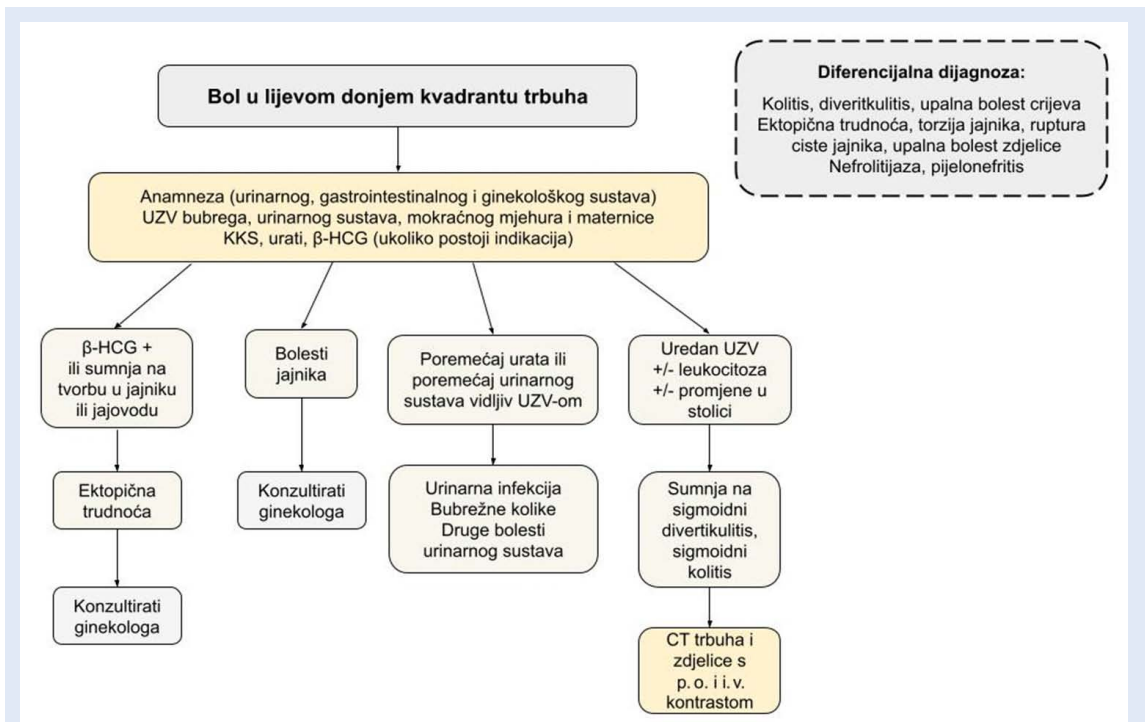 Bol u lijevom donjem kvadrantu trbuha
Diferencijalna dijagnoza:
Kolitis, diveritkulitis, upalna bolest crijeva
Ektopična trudnoća, torzija jajnika, ruptura
ciste jajnika, upalna bolest zdjelice
Nefrolitijaza, pijelonefritis
Anamneza (urinarnog, gastrointestinalnog i ginekološkog sustava)
UZV bubrega, urinarnog sustava, mokraćnog mjehura i maternice
KKS, urati, β-HCG (ukoliko postoji indikacija)
β-HCG +
ili sumnja na
tvorbu u jajniku
ili jajovodu
Ektopična
trudnoća
Konzultirati
ginekologa
Bolesti
jajnika
Konzultirati
ginekologa
Poremećaj urata ili
poremećaj urinarnog
sustava vidljiv UZV-om
Urinarna infekcija
Bubrežne kolike
Druge bolesti
urinarnog sustava
Uredan UZV
+/- leukocitoza
+/- promjene u
stolici
Sumnja na
sigmoidni
divertikulitis,
sigmoidni
kolitis
CT trbuha i
zdjelice s
p. o. i i. v.
kontrastom